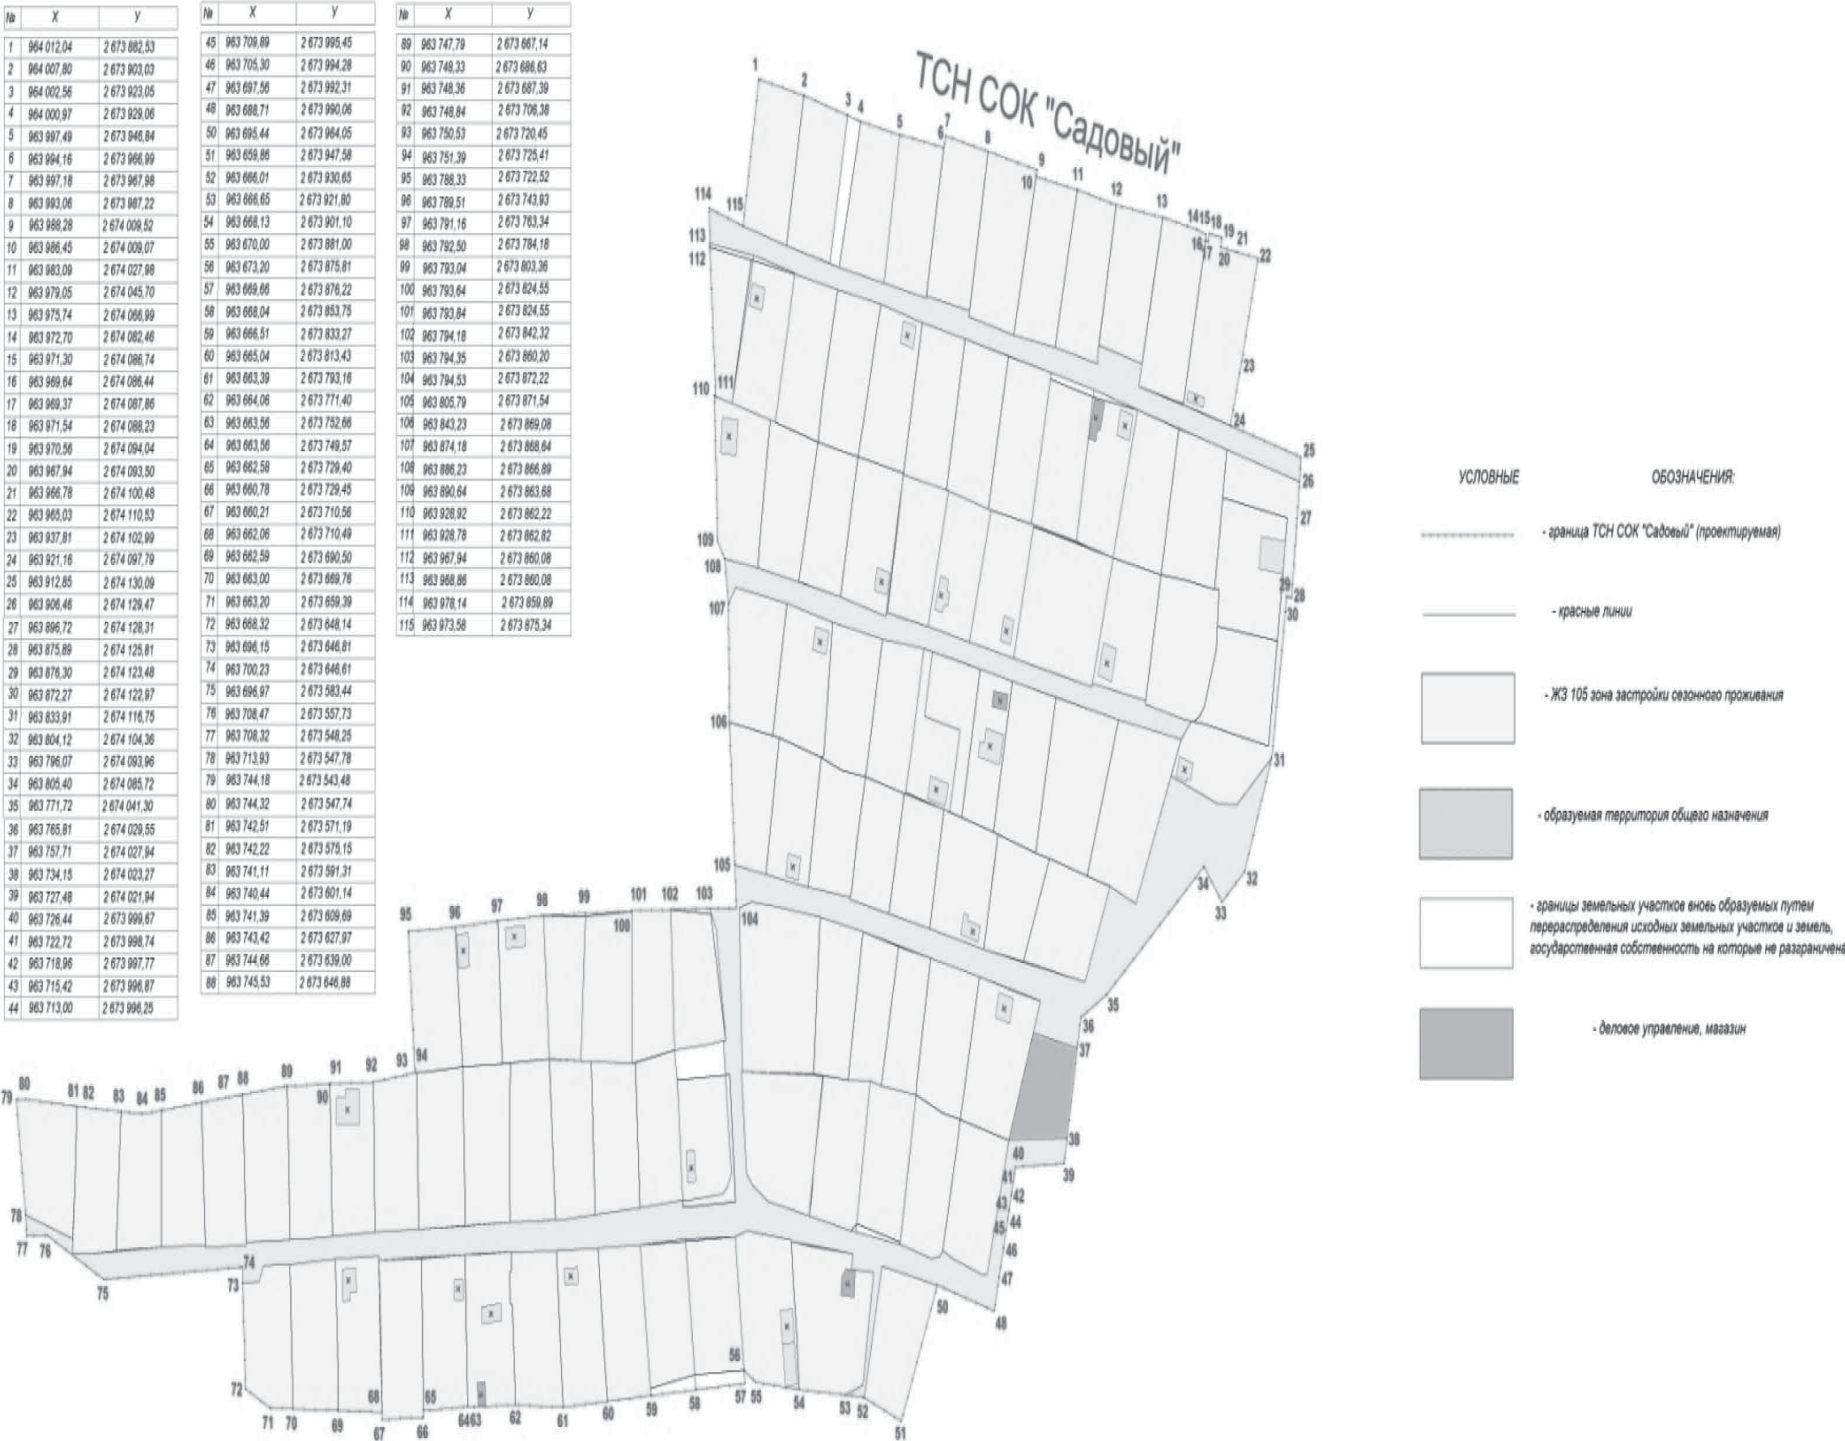 № X У
1 964 012,04 2 673 882,53
2 964 007,80 2 673 903,03
3 964 002,56 2 673 923,05
4 964 000,97 2 673 929,06
5 963 997,49 2 673 946,84
6 963 994,16 2 673 966,99
7 963 997,18 2 673 967,98
8 963 993,06 2 673 987,22
9 963 988,28 2 674 009,52
10 963 986,45 2 674 009,07
11 963 983,09 2 674 027,98
12 963 979,05 2 674 045,70
13 963 975,74 2 674 066,99
14 963 972,70 2 674 082,46
15 963 971,30 2 674 086,74
16 963 969,64 2 674 086,44
17 963 969,37 2 674 087,86
18 963 971,54 2 674 088,23
19 963 970,56 2 674 094,04
20 963 967,94 2 674 093,50
21 963 966,78 2 674 100,48
22 963 965,03 2 674 110,53
23 963 937,81 2 674 102,99
24 963 921,16 2 674 097,79
25 963 912,85 2 674 130,09
26 963 906,46 2 674 129,47
27 963 896,72 2 674 128,31
28 963 875,89 2 674 125,81
29 963 876,30 2 674 123,48
30 963 872,27 2 674 122,97
31 963 833,91 2 674 116,75
32 963 804,12 2 674 104,36
33 963 796,07 2 674 093,96
34 963 805,40 2 674 085,72
35 963 771,72 2 674 041,30
36 963 765,81 2 674 029,55
37 963 757,71 2 674 027,94
38 963 734,15 2 674 023,27
39 963 727,48 2 674 021,94
40 963 726,44 2 673 999,67
41 963 722,72 2 673 998,74
42 963 718,96 2 673 997,77
43 963 715,42 2 673 996,87
44 963 713,00 2 673 996,25
№ X У
45 963 709,89 2 673 995,45
46 963 705,30 2 673 994,28
47 963 697,56 2 673 992,31
48 963 688,71 2 673 990,06
50 963 695,44 2 673 964,05
51 963 659,86 2 673 947,58
52 963 666,01 2 673 930,65
53 963 666,65 2 673 921,80
54 963 668,13 2 673 901,10
55 963 670,00 2 673 881,00
56 963 673,20 2 673 875,81
57 963 669,66 2 673 876,22
58 963 668,04 2 673 853,75
59 963 666,51 2 673 833,27
60 963 665,04 2 673 813,43
61 963 663,39 2 673 793,16
62 963 664,06 2 673 771,40
63 963 663,56 2 673 752,66
64 963 663,56 2 673 749,57
65 963 662,58 2 673 729,40
66 963 660,78 2 673 729,45
67 963 660,21 2 673 710,56
68 963 662,06 2 673 710,49
69 963 662,59 2 673 690,50
70 963 663,00 2 673 669,76
71 963 663,20 2 673 659,39
72 963 668,32 2 673 648,14
73 963 696,15 2 673 646,81
74 963 700,23 2 673 646,61
75 963 696,97 2 673 583,44
76 963 708,47 2 673 557,73
77 963 708,32 2 673 548,25
78 963 713,93 2 673 547,78
79 963 744,18 2 673 543,48
80 963 744,32 2 673 547,74
81 963 742,51 2 673 571,19
82 963 742,22 2 673 575,15
83 963 741,11 2 673 591,31
84 963 740,44 2 673 601,14
85 963 741,39 2 673 609,69
86 963 743,42 2 673 627,97
87 963 744,66 2 673 639,00
88 963 745,53 2 673 646,88
№ X У
89 963 747,79 2 673 667,14
90 963 748,33 2 673 686,63
91 963 748,36 2 673 687,39
92 963 748,84 2 673 706,38
93 963 750,53 2 673 720,45
94 963 751,39 2 673 725,41
95 963 788,33 2 673 722,52
96 963 789,51 2 673 743,93
97 963 791,16 2 673 763,34
98 963 792,50 2 673 784,18
99 963 793,04 2 673 803,36
100 963 793,64 2 673 824,55
101 963 793,84 2 673 824,55
102 963 794,18 2 673 842,32
103 963 794,35 2 673 860,20
104 963 794,53 2 673 872,22
105 963 805,79 2 673 871,54
106 963 843,23 2 673 869,08
107 963 874,18 2 673 868,64
108 963 886,23 2 673 866,89
109 963 890,64 2 673 863,68
110 963 928,92 2 673 862,22
111 963 928,78 2 673 862,82
112 963 967,94 2 673 860,08
113 963 968,86 2 673 860,08
114 963 978,14 2 673 859,89
115 963 973,58 2 673 875,34
ТСН СОК "Садовый"
УСЛОВНЫЕ ОБОЗНАЧЕНИЯ:
- граница ТСН СОК "Садовый" (проектируемая)
- красные линии
- ЖЗ 105 зона застройки сезонного проживания
- образуемая территория общего назначения
- границы земельных участков вновь образуемых путем
перераспределения исходных земельных участков и земель,
государственная собственность на которые не разграничена
- деловое управление, магазин